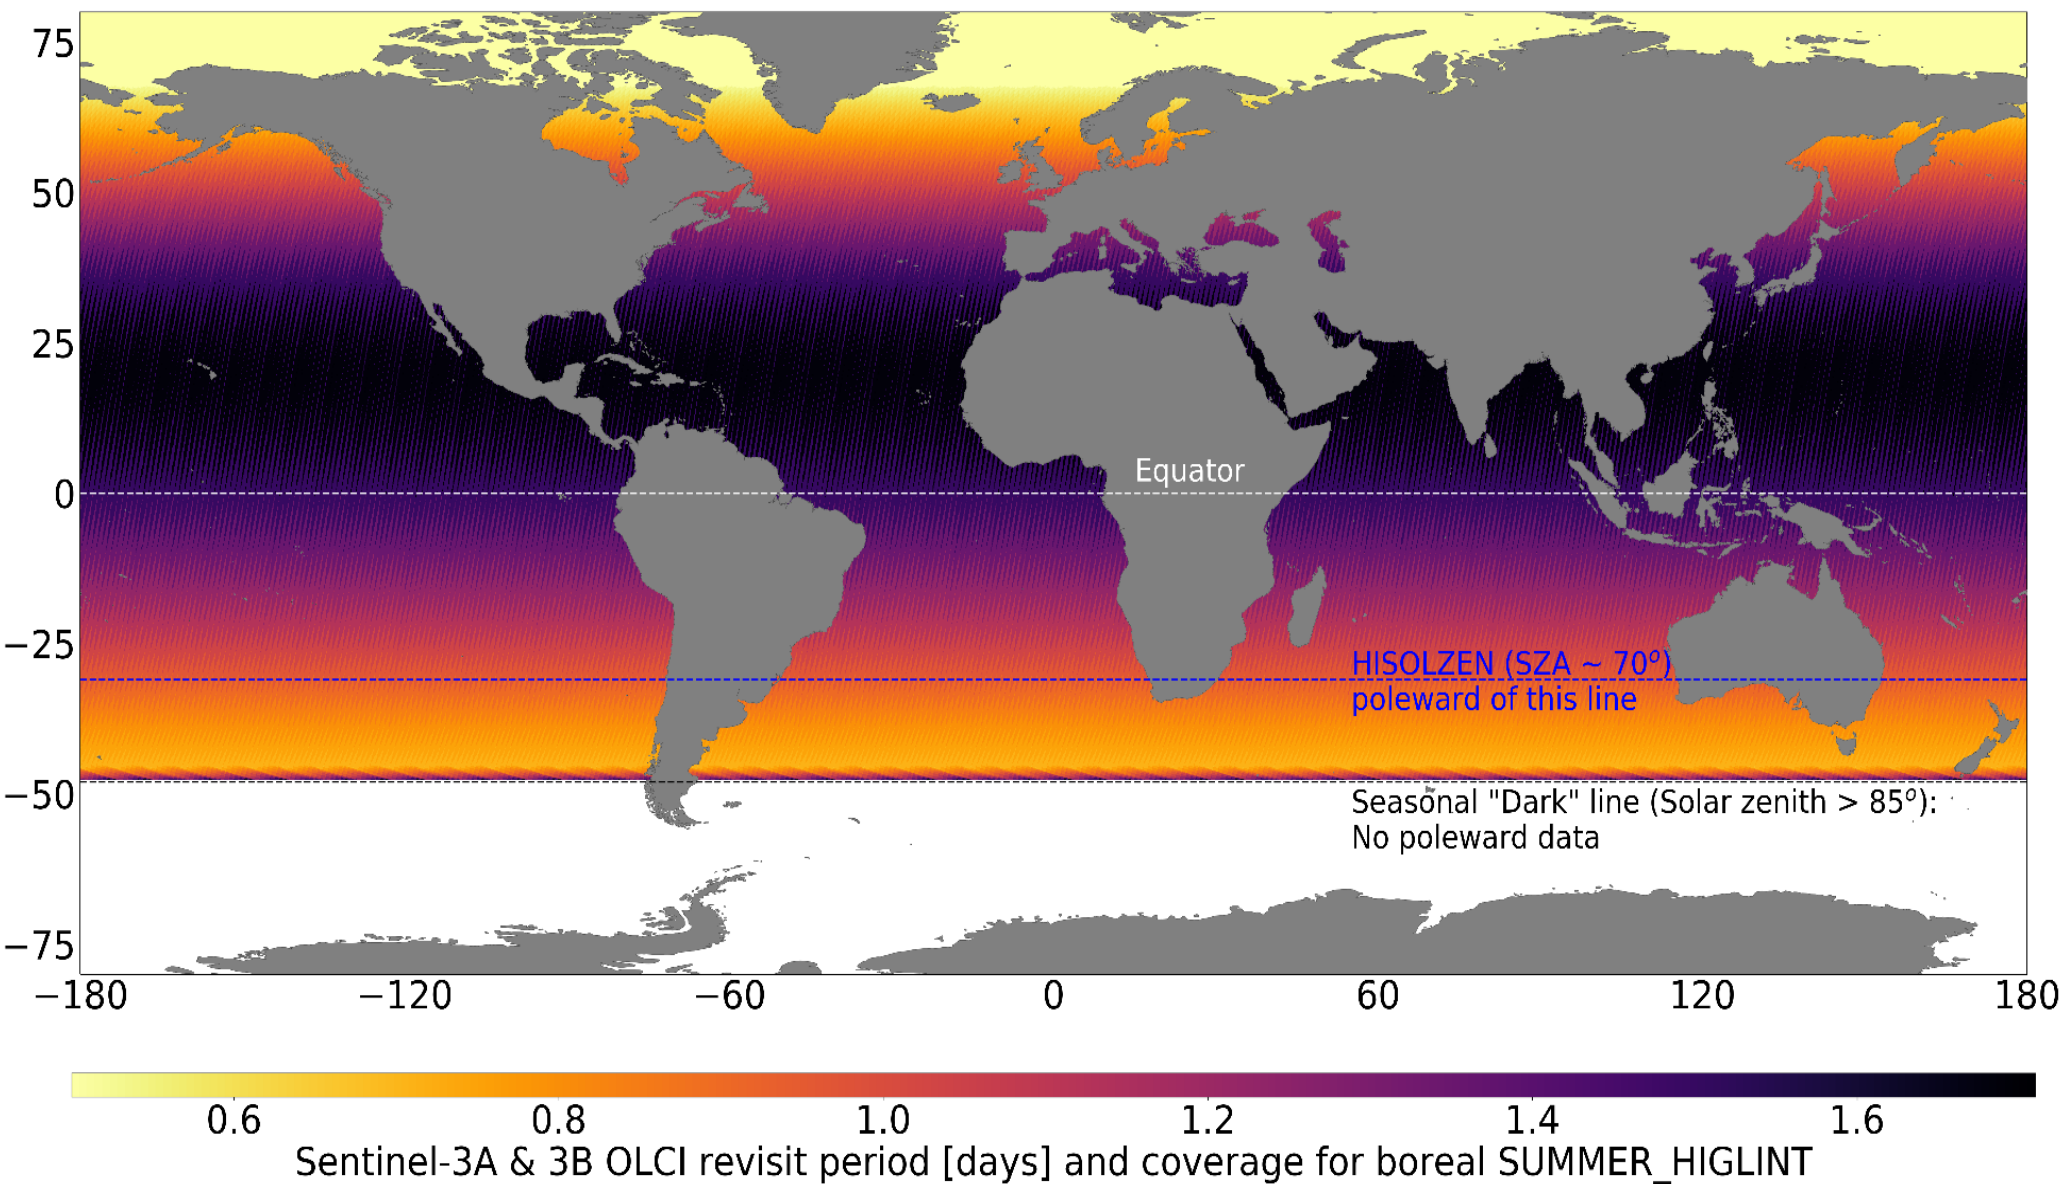 75
50
25
0
−25
−50
−75
Equator
HISOLZEN (SZA ~ 70º)
poleward of this line
Seasonal "Dark" line (Solar zenith > 85º):
No poleward data
−180 −120 −60 0 60 120 180
0.6 0.8 1.0 1.2 1.4 1.6
Sentinel-3A & 3B OLCI revisit period [days] and coverage for boreal SUMMER_HIGLINT